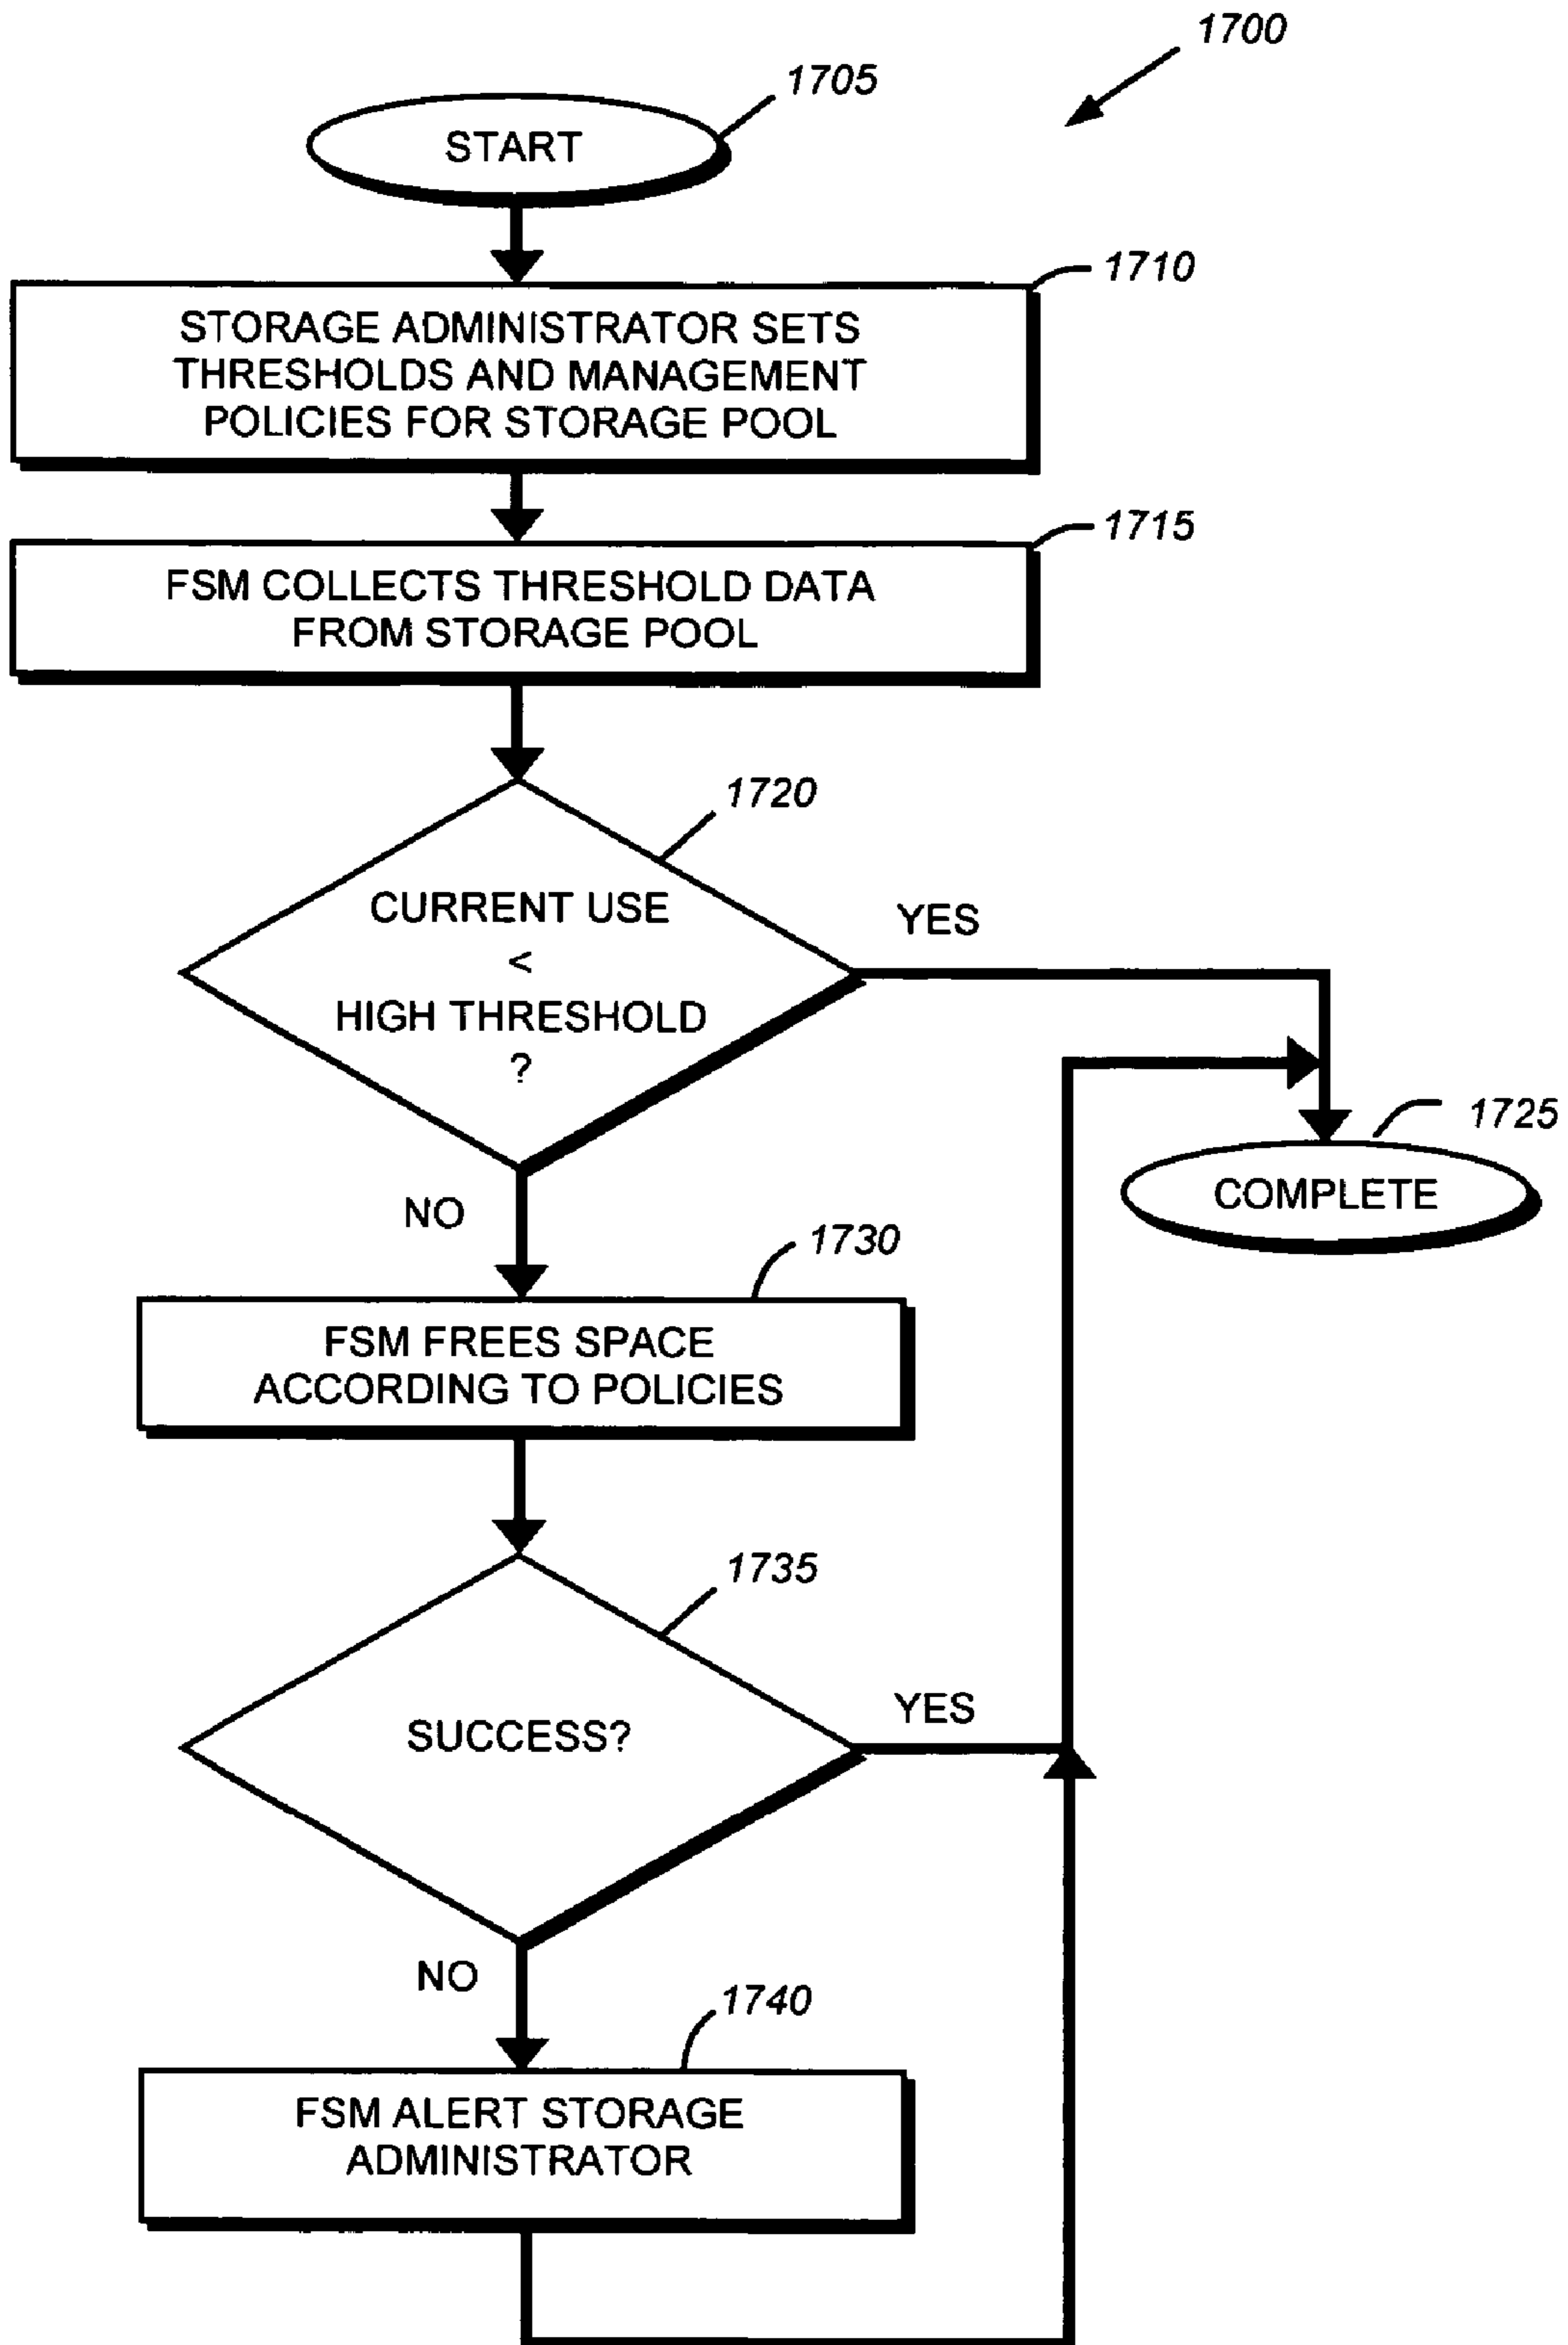 1700
1705
START
1710
STORAGE ADMINISTRATOR SETS
THRESHOLDS AND MANAGEMENT
POLICIES FOR STORAGE POOL
1715
FSM COLLECTS THRESHOLD DATA
FROM STORAGE POOL
1720
CURRENT USE
<
HIGH THRESHOLD
?
YES
1725
COMPLETE
NO
1730
FSM FREES SPACE
ACCORDING TO POLICIES
1735
SUCCESS?
YES
NO
1740
FSM ALERT STORAGE
ADMINISTRATOR